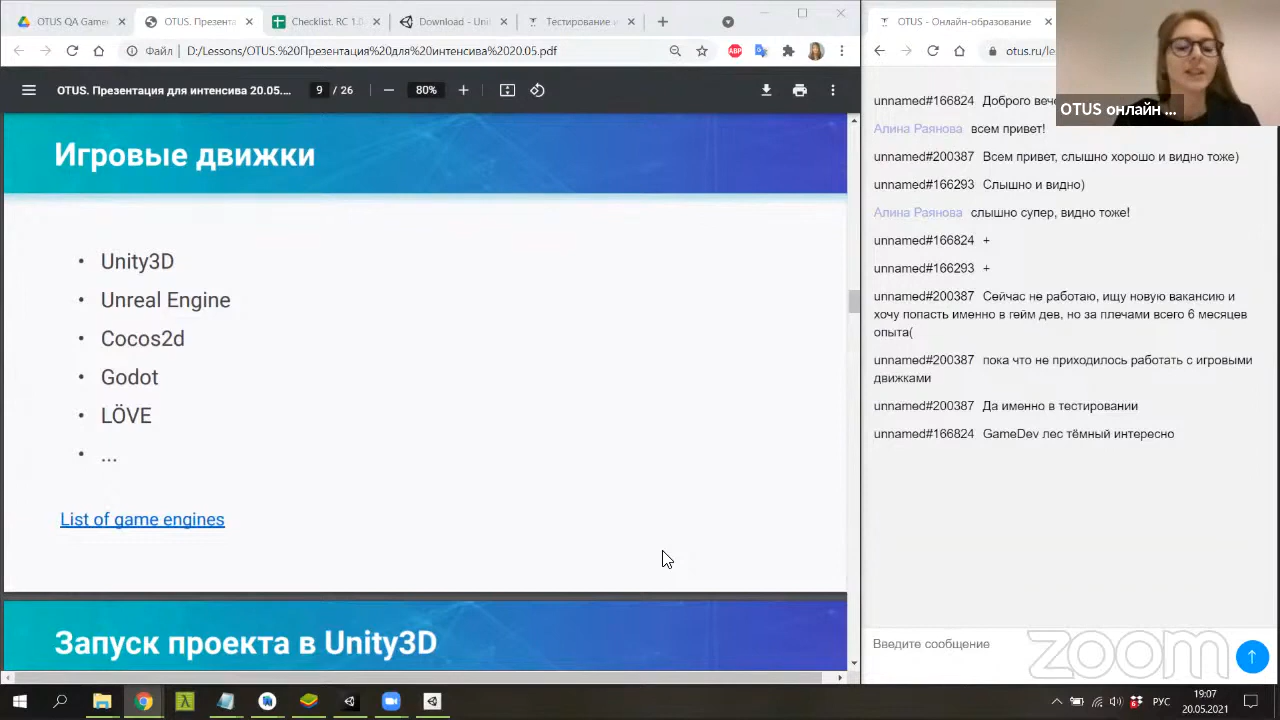 OTUS QA Game
OTUS. Презента
Checklist. RC 1.0
Download - Uni
Тестирование и
OTUS - Онлайн-образование
Файл
D:/Lessons/OTUS.%20Презентация%20для%20интенсива%2020.05.pdf
ABP
otus.ru/le
OTUS. Презентация для интенсива 20.05....
9 / 26
80%
OTUS онлайн ...
Игровые движки
• Unity3D
• Unreal Engine
• Cocos2d
• Godot
• LÖVE
• ...
List of game engines
Запуск проекта в Unity3D
unnamed#166824 Доброго вече
Алина Раянова всем привет!
unnamed#200387 Всем привет, слышно хорошо и видно тоже)
unnamed#166293 Слышно и видно)
Алина Раянова слышно супер, видно тоже!
unnamed#166824 +
unnamed#166293 +
unnamed#200387 Сейчас не работаю, ищу новую вакансию и
хочу попасть именно в гейм дев, но за плечами всего 6 месяцев
опыта(
unnamed#200387 пока что не приходилось работать с игровыми
движками
unnamed#200387 Да именно в тестировании
unnamed#166824 GameDev лес тёмный интересно
Введите сообщение
zoom
РУС
19:07
20.05.2021